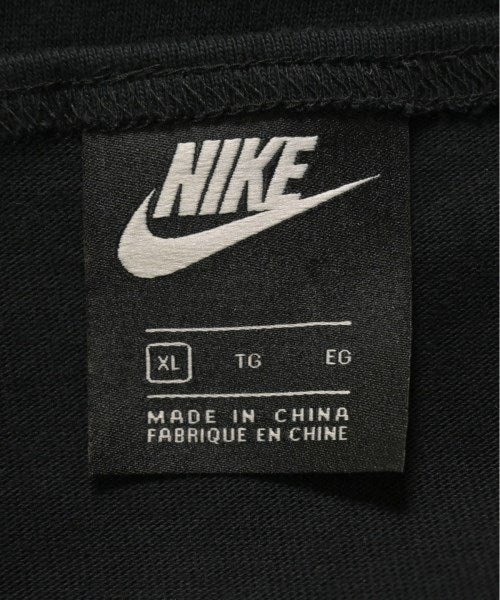 NIKE
XL TG EG
MADE IN CHINA
FABRIQUE EN CHINE